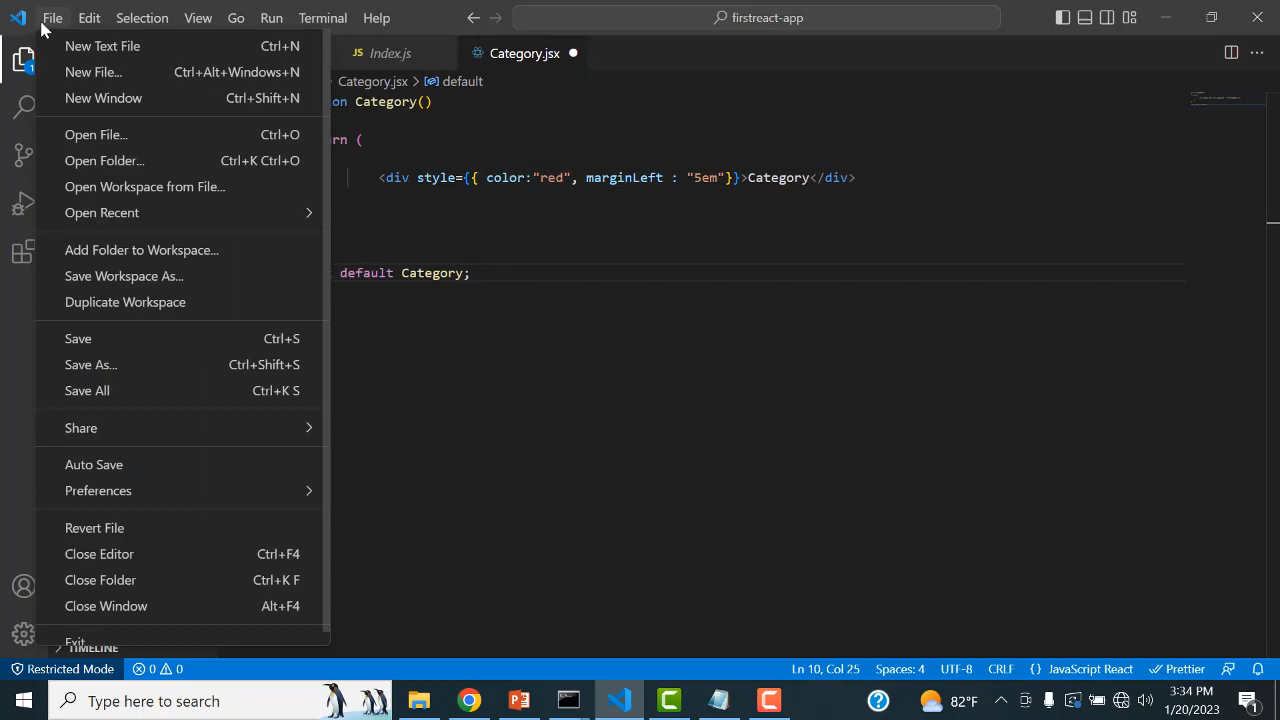 File Edit Selection View Go Run Terminal Help
firstreact-app
1
New Text File Ctrl+N
New File... Ctrl+Alt+Windows+N
New Window Ctrl+Shift+N
Open File... Ctrl+O
Open Folder... Ctrl+K Ctrl+O
Open Workspace from File...
Open Recent
Add Folder to Workspace...
Save Workspace As...
Duplicate Workspace
Save Ctrl+S
Save As... Ctrl+Shift+S
Save All Ctrl+K S
Share
Auto Save
Preferences
Revert File
Close Editor Ctrl+F4
Close Folder Ctrl+K F
Close Window Alt+F4
Exit
TIMELINE
JS Index.js Category.jsx
Category.jsx > default
on Category()
rn (
<div style={{ color:"red", marginLeft : "5em"}}>Category</div>
default Category;
Restricted Mode 0 0 Ln 10, Col 25 Spaces: 4 UTF-8 CRLF {} JavaScript React Prettier
Type here to search
82°F
3:34 PM
1/20/2023
1